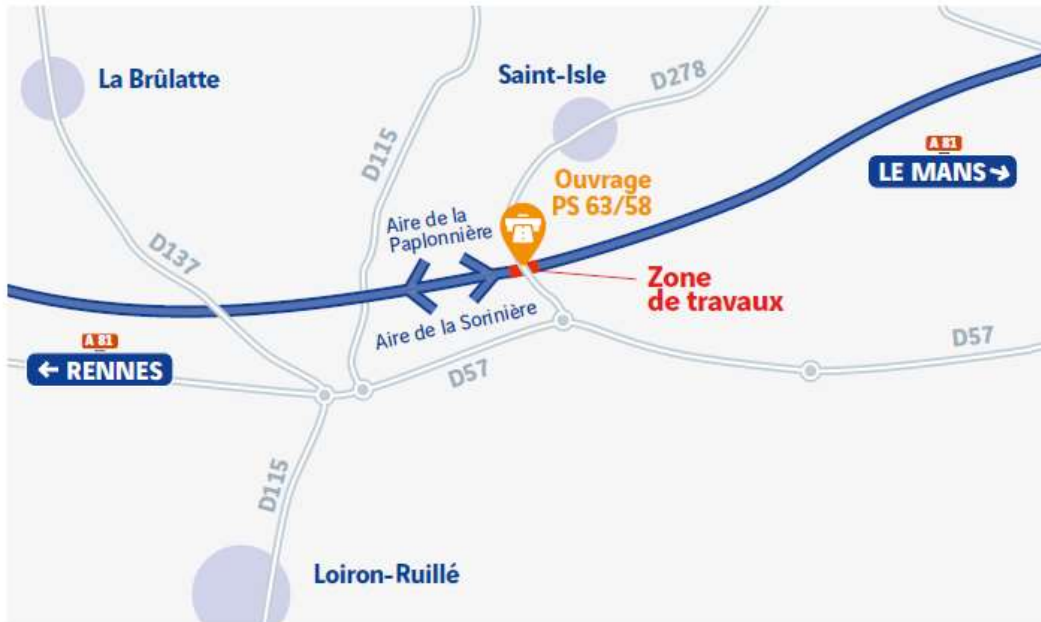 La Brûlatte
Saint-Isle
D278
D115
A 81
LE MANS
Ouvrage
PS 63/58
Aire de la
Paplonnière
D137
Zone
de travaux
Aire de la Sorinière
A 81
RENNES
D57
D57
D115
Loiron-Ruillé